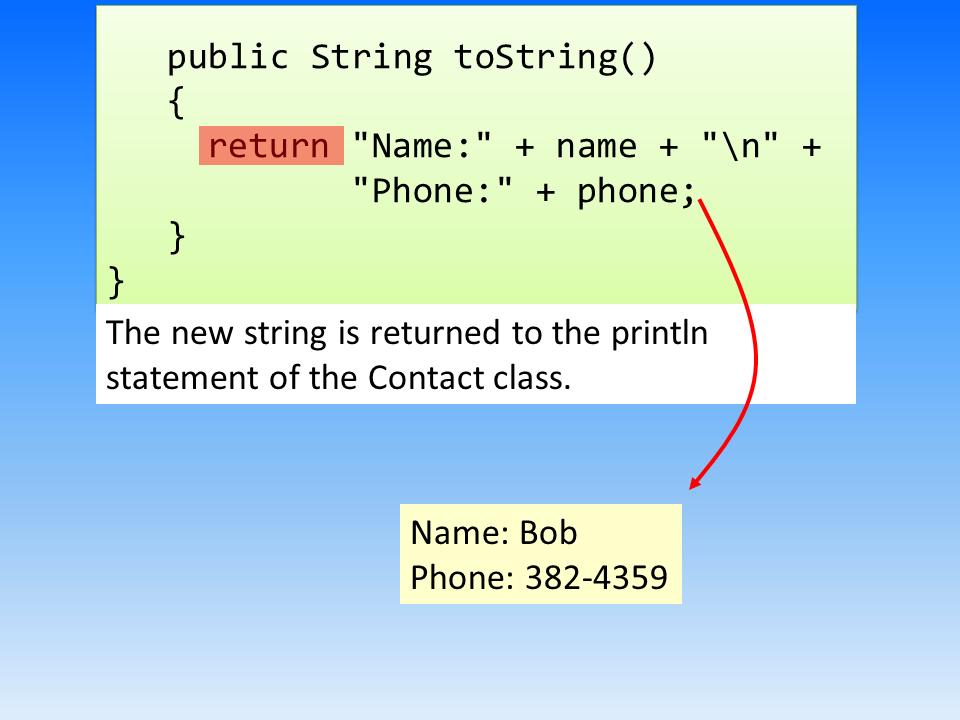 public String toString()
{
return "Name:" + name + "\n" +
"Phone:" + phone;
}
}
The new string is returned to the println
statement of the Contact class.
Name: Bob
Phone: 382-4359